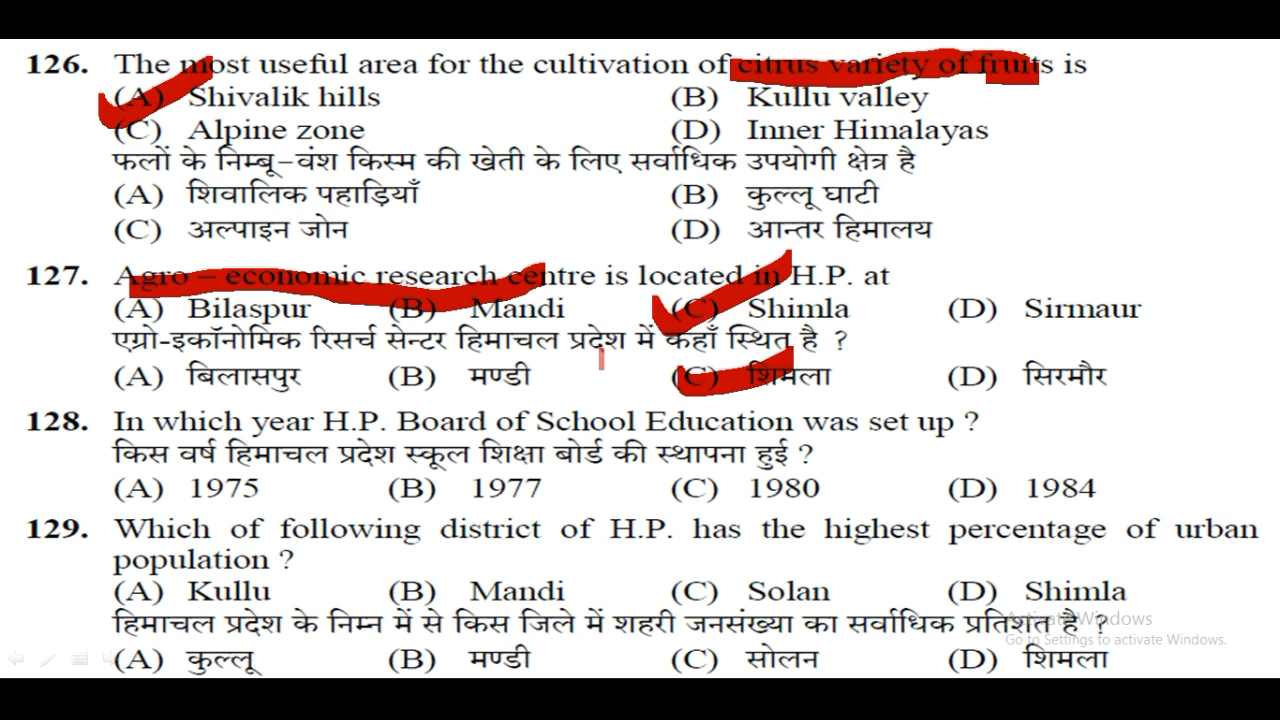 126. The most useful area for the cultivation of citrus variety of fruits is
(A) Shivalik hills (B) Kullu valley
(C) Alpine zone (D) Inner Himalayas
फलों के निम्बू-वंश किस्म की खेती के लिए सर्वाधिक उपयोगी क्षेत्र है
(A) शिवालिक पहाड़ियाँ (B) कुल्लू घाटी
(C) अल्पाइन जोन (D) आन्तर हिमालय
127. Agro – economic research centre is located in H.P. at
(A) Bilaspur (B) Mandi (C) Shimla (D) Sirmaur
एग्रो-इकॉनोमिक रिसर्च सेन्टर हिमाचल प्रदेश में कहाँ स्थित है ?
(A) बिलासपुर (B) मण्डी (C) शिमला (D) सिरमौर
128. In which year H.P. Board of School Education was set up ?
किस वर्ष हिमाचल प्रदेश स्कूल शिक्षा बोर्ड की स्थापना हुई ?
(A) 1975 (B) 1977 (C) 1980 (D) 1984
129. Which of following district of H.P. has the highest percentage of urban
population ?
(A) Kullu (B) Mandi (C) Solan (D) Shimla
हिमाचल प्रदेश के निम्न में से किस जिले में शहरी जनसंख्या का सर्वाधिक प्रतिशत है ?
(A) कुल्लू (B) मण्डी (C) सोलन (D) शिमला
Activate Windows
Go to Settings to activate Windows.